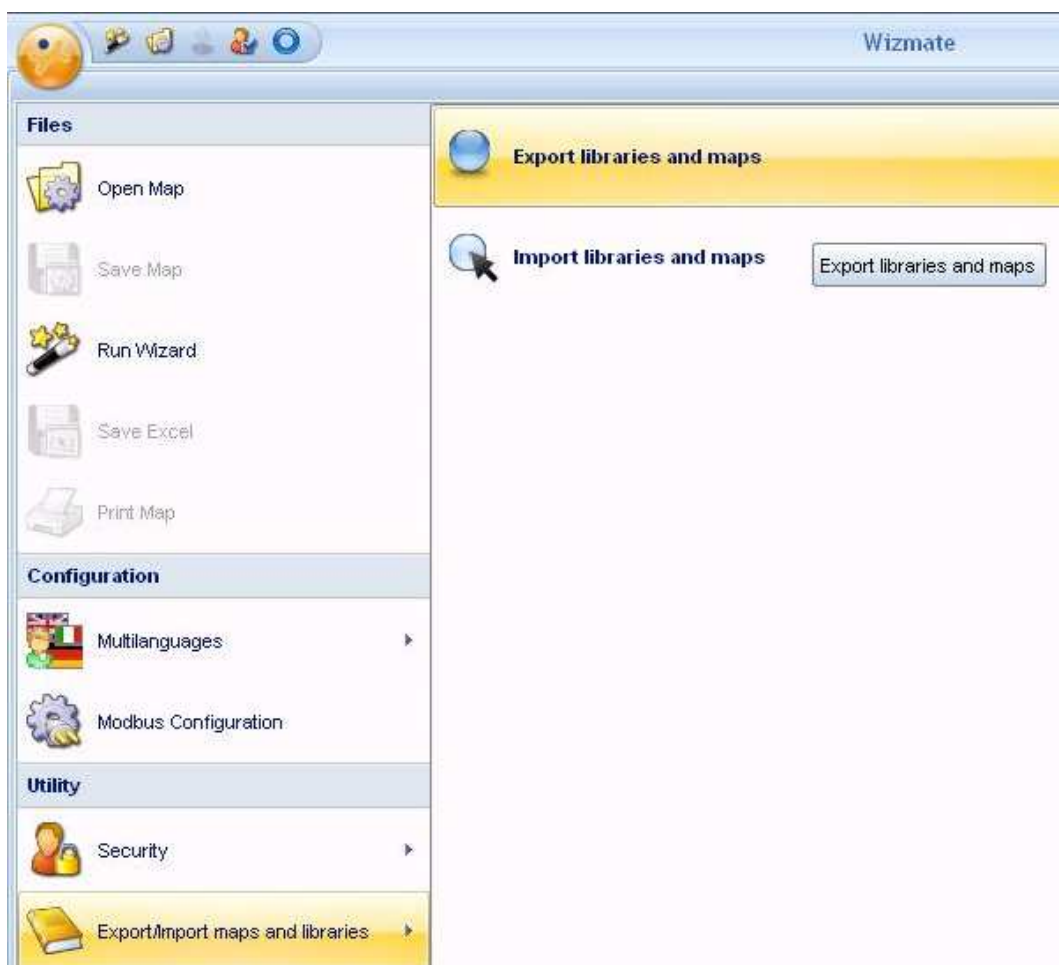 Wizmate
Files
Open Map
Save Map
Run Wizard
Save Excel
Print Map
Configuration
Multilanguages
Modbus Configuration
Utility
Security
Export/Import maps and libraries
Export libraries and maps
Import libraries and maps
Export libraries and maps